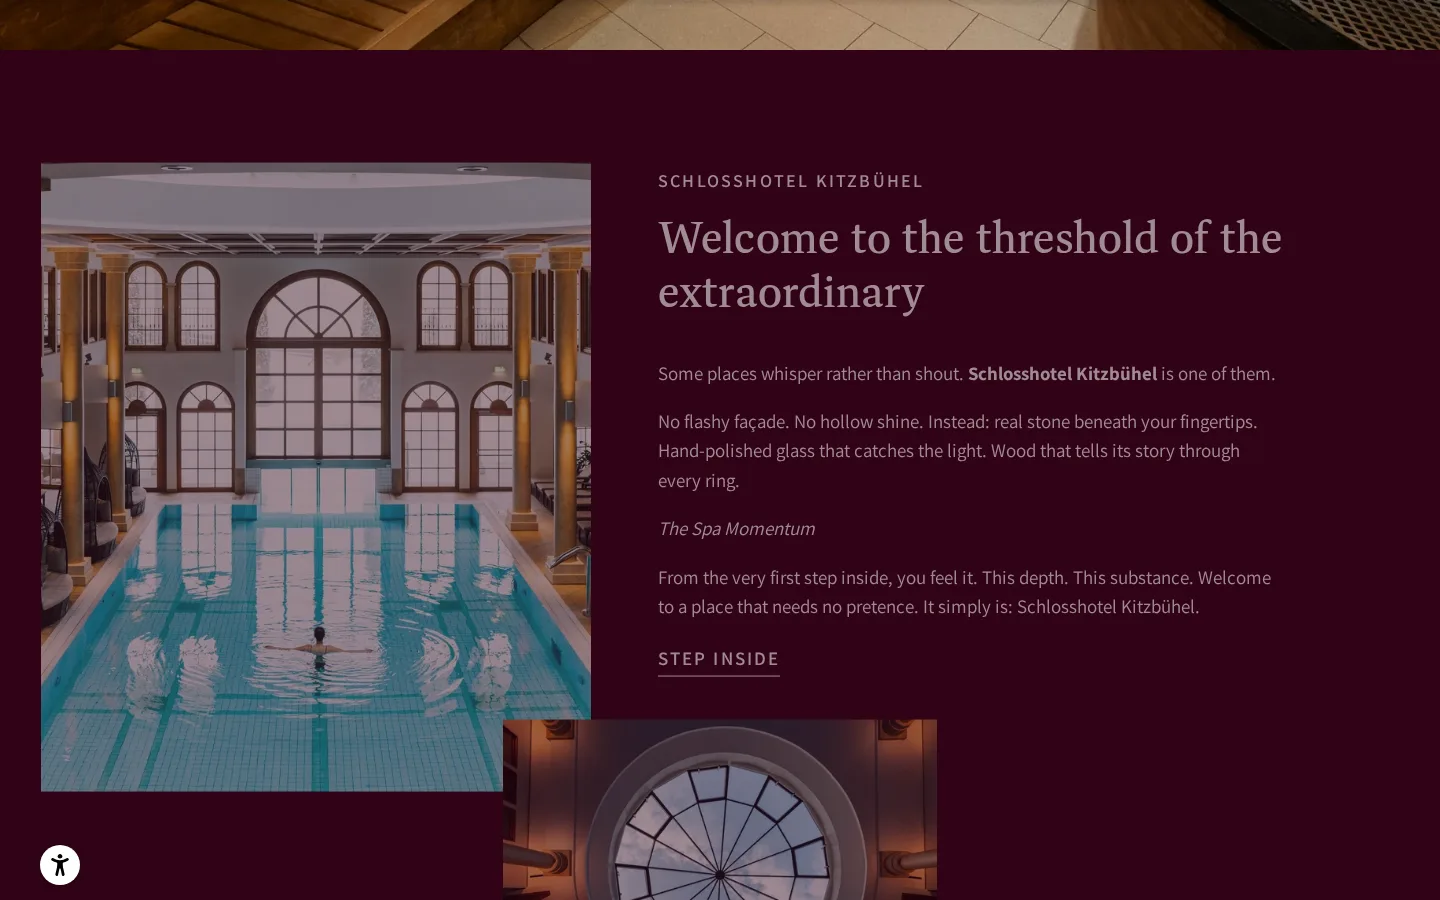 SCHLOSSHOTEL KITZBÜHEL
Welcome to the threshold of the
extraordinary
Some places whisper rather than shout. Schlosshotel Kitzbühel is one of them.
No flashy façade. No hollow shine. Instead: real stone beneath your fingertips.
Hand-polished glass that catches the light. Wood that tells its story through
every ring.
The Spa Momentum
From the very first step inside, you feel it. This depth. This substance. Welcome
to a place that needs no pretence. It simply is: Schlosshotel Kitzbühel.
STEP INSIDE